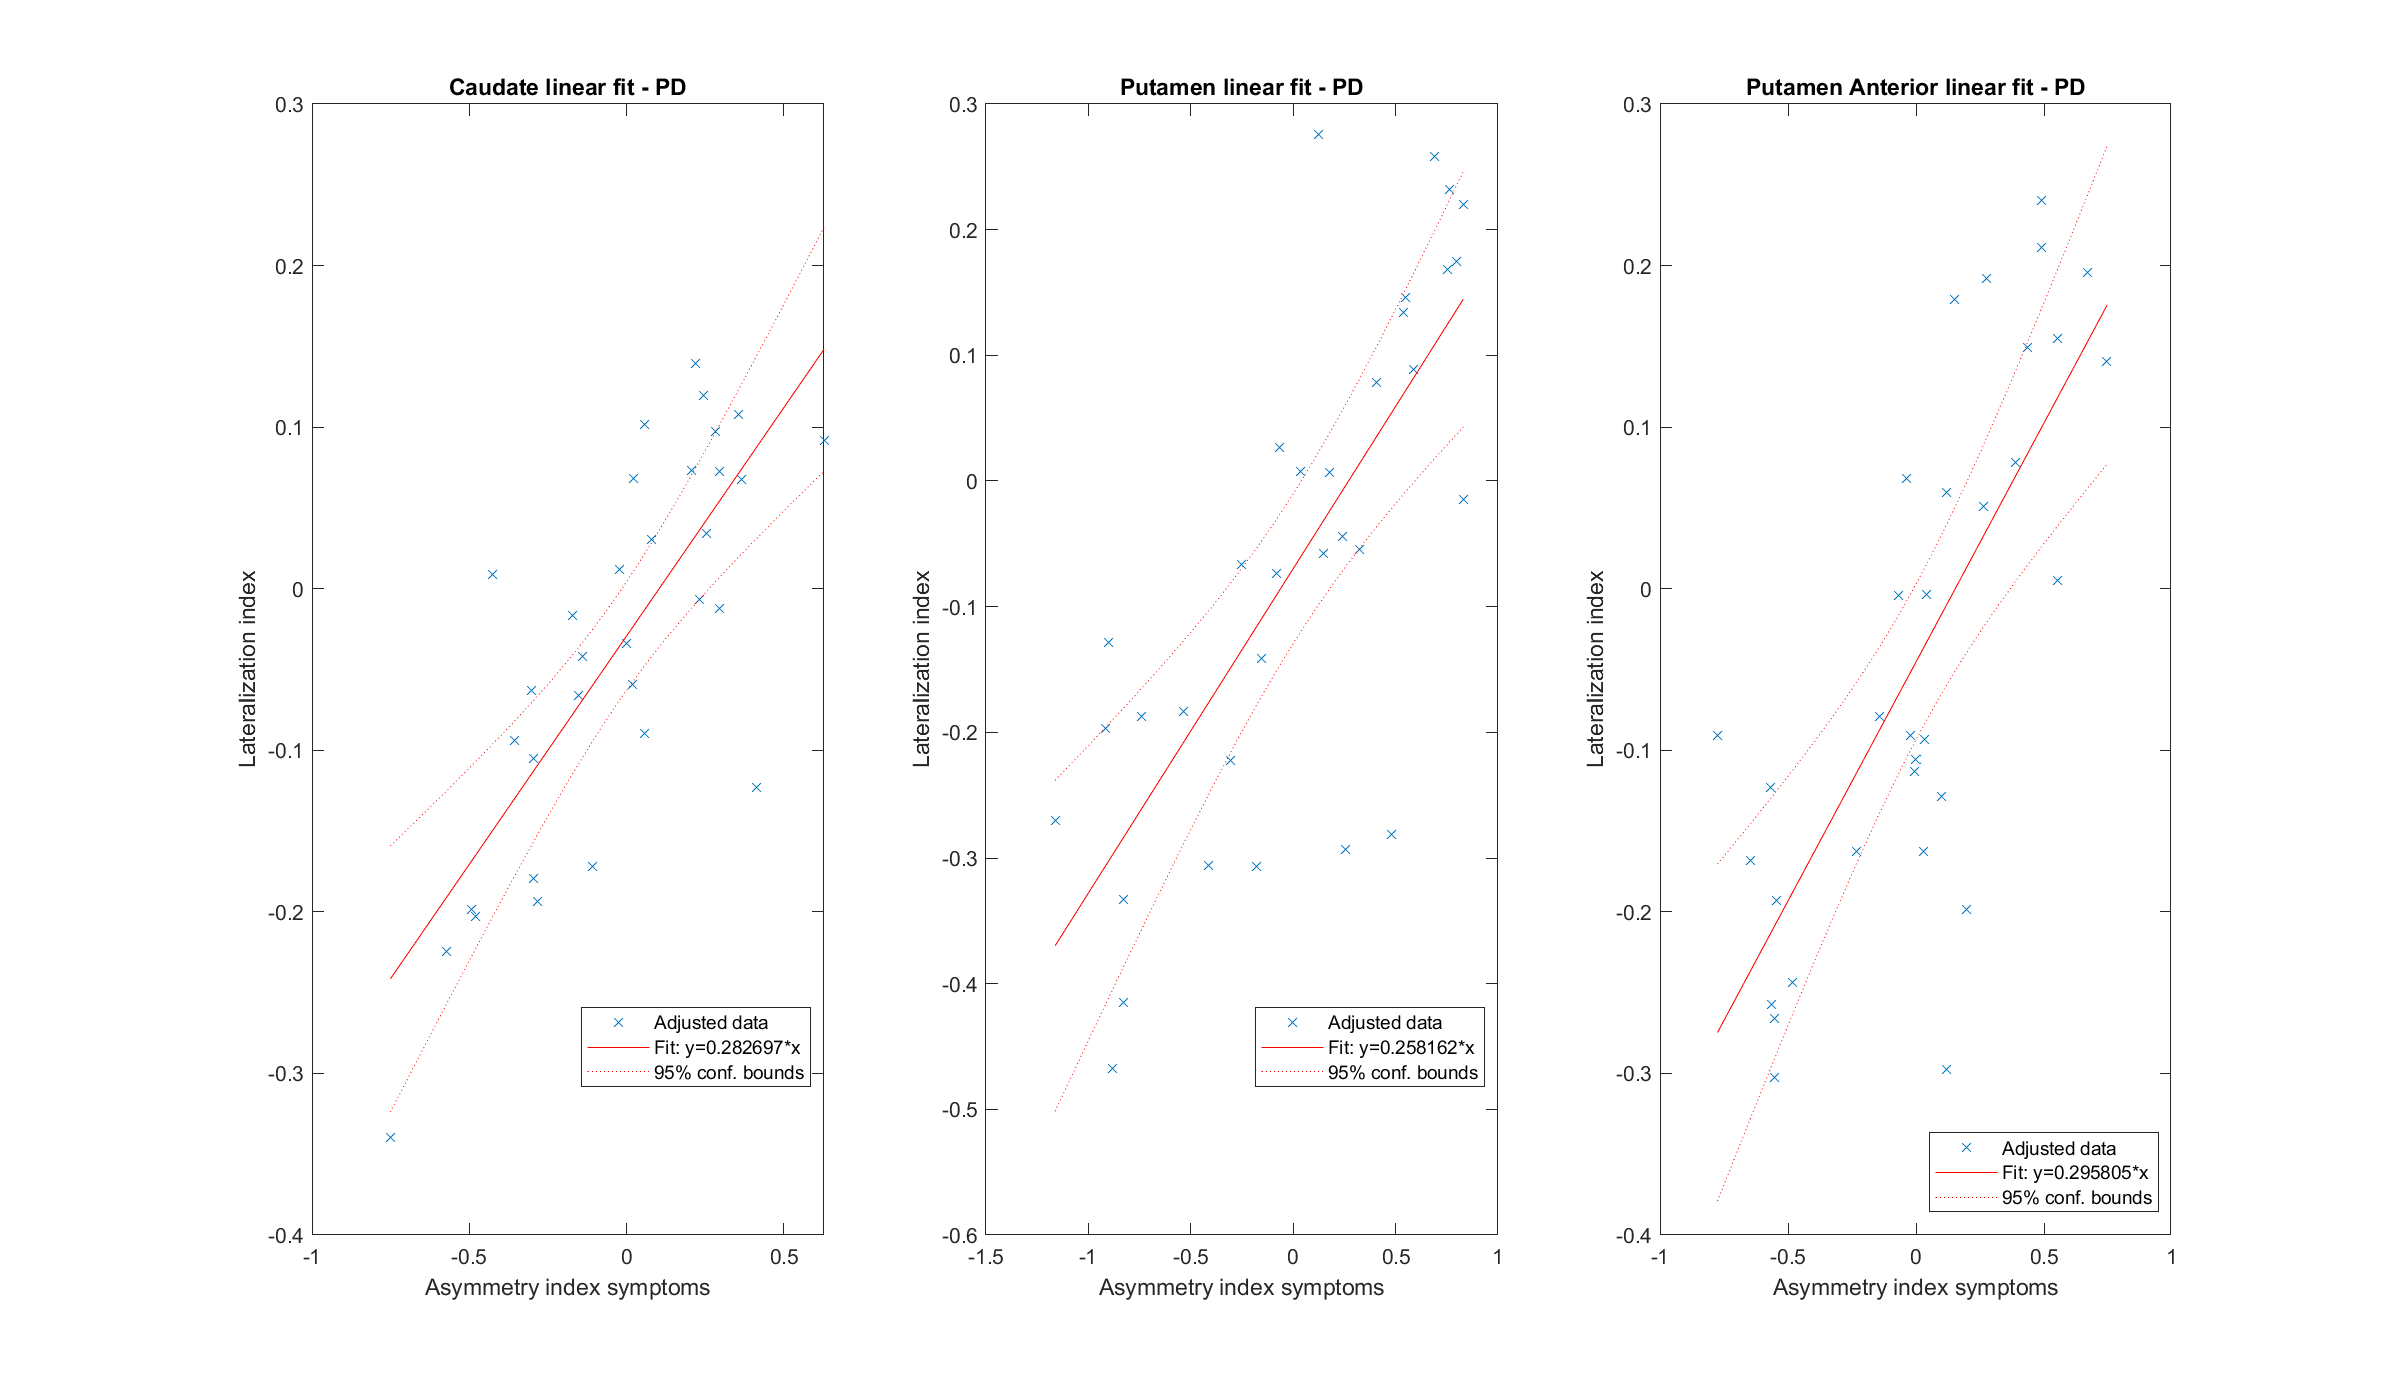 Caudate linear fit - PD
0.3
0.2
0.1
0
-0.1
-0.2
-0.3
-0.4
Lateralization index
-1
-0.5
0
0.5
Asymmetry index symptoms
Adjusted data
Fit: y=0.282697*x
95% conf. bounds
Putamen linear fit - PD
0.3
0.2
0.1
0
-0.1
-0.2
-0.3
-0.4
-0.5
-0.6
Lateralization index
-1.5
-1
-0.5
0
0.5
1
Asymmetry index symptoms
Adjusted data
Fit: y=0.258162*x
95% conf. bounds
Putamen Anterior linear fit - PD
0.3
0.2
0.1
0
-0.1
-0.2
-0.3
-0.4
Lateralization index
-1
-0.5
0
0.5
1
Asymmetry index symptoms
Adjusted data
Fit: y=0.295805*x
95% conf. bounds